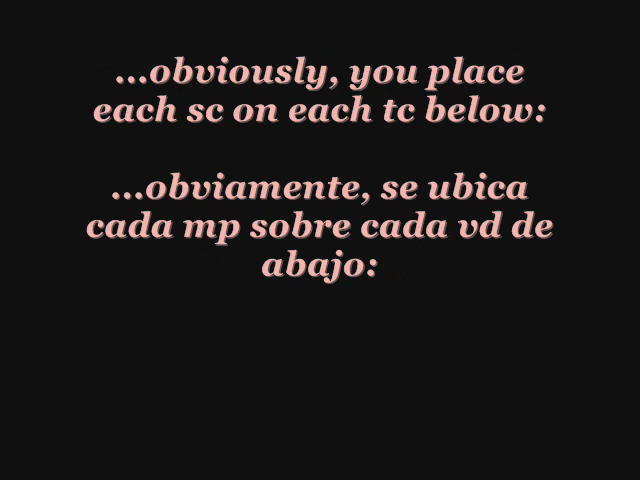 ...obviously, you place
each sc on each tc below:
...obviamente, se ubica
cada mp sobre cada vd de
abajo: